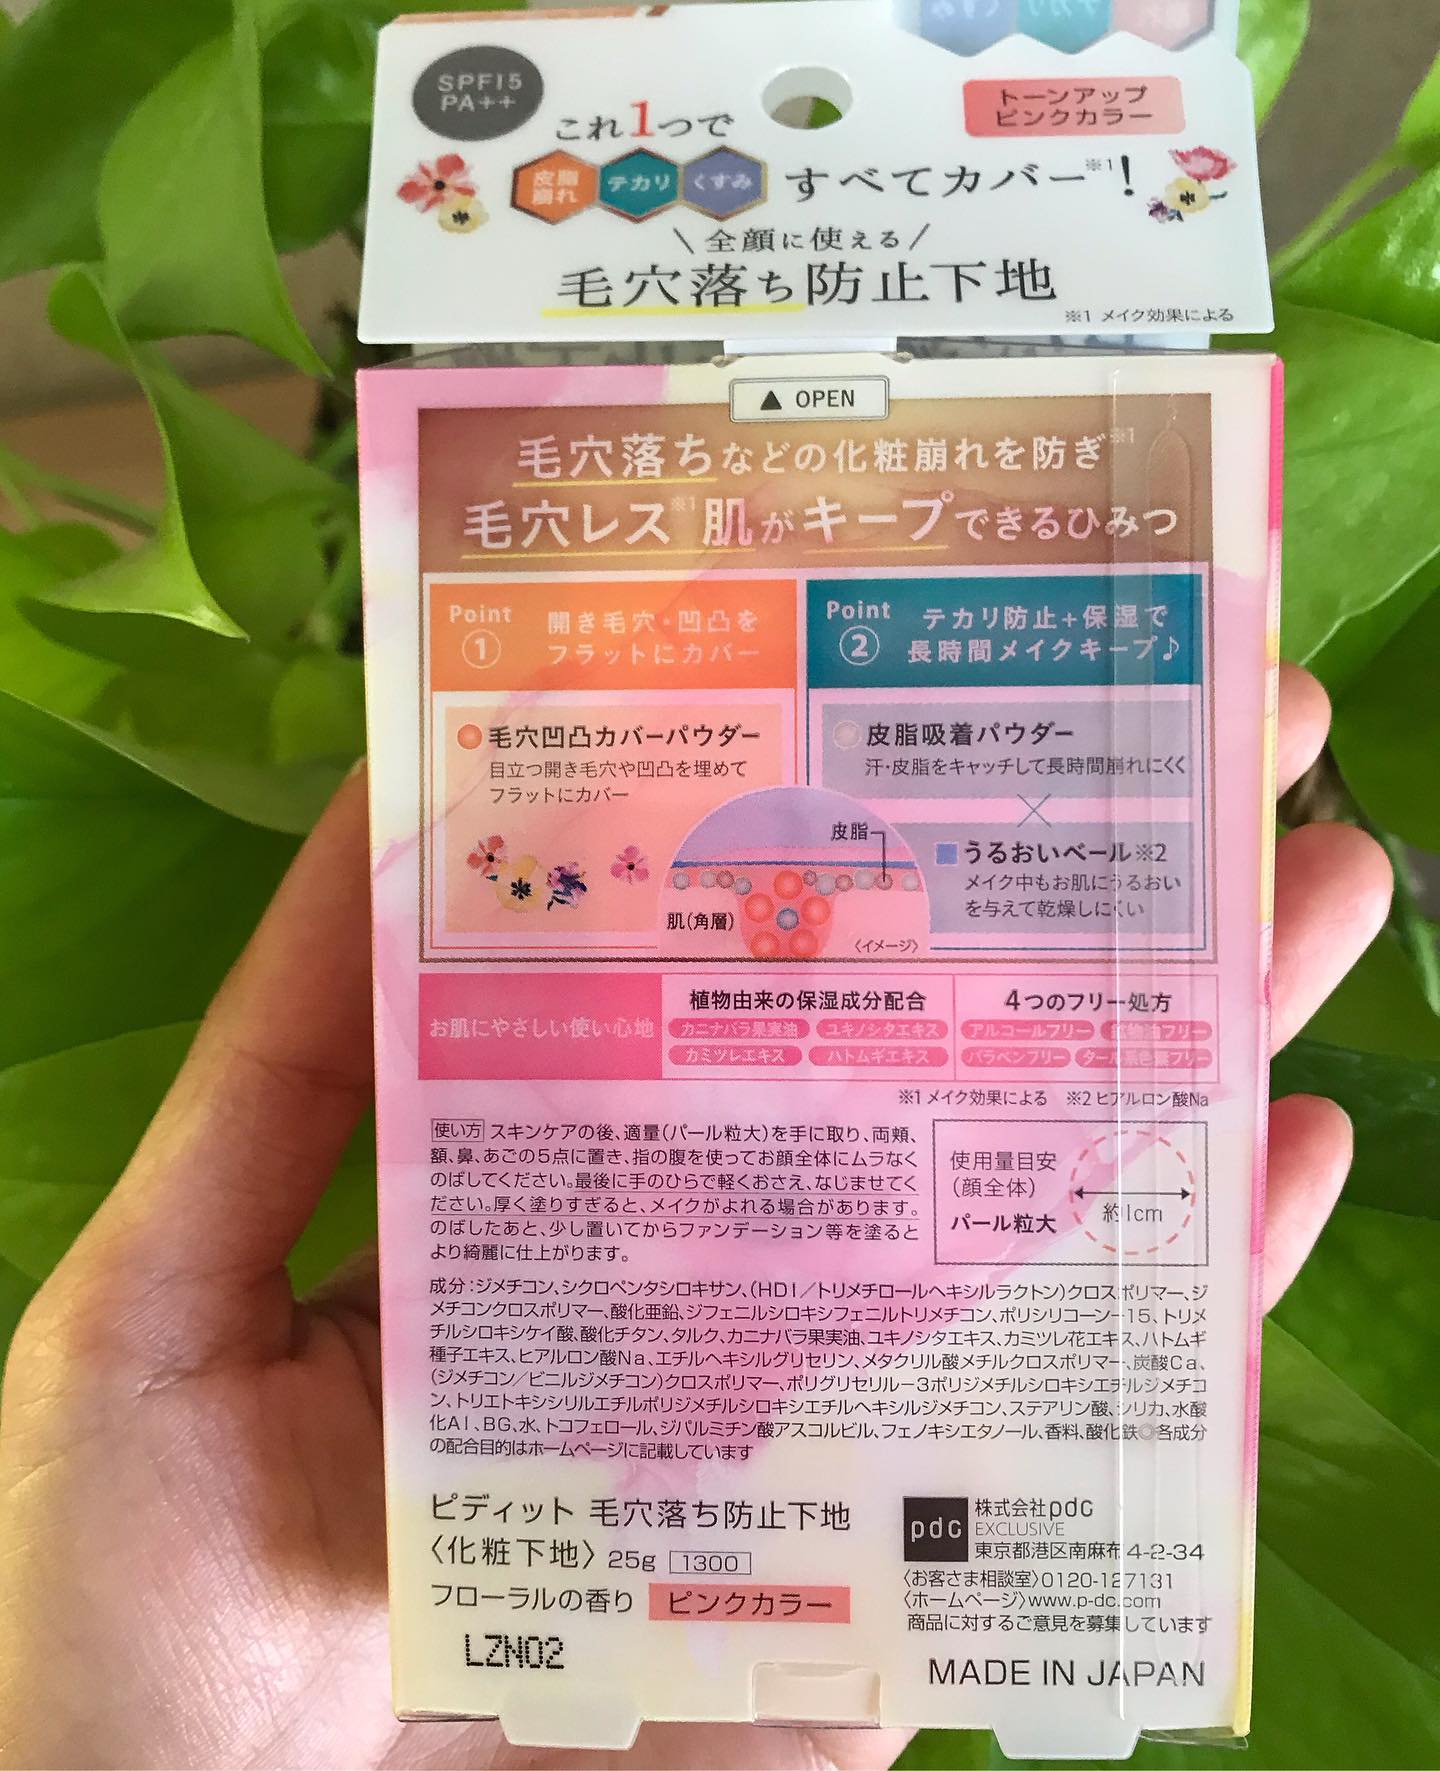 SPF15
PA++
これ1つで
トーンアップ
ピンクカラー
皮脂崩れ テカリ くすみ すべてカバー※1!
\全顔に使える/
毛穴落ち防止下地
※1 メイク効果による
▲ OPEN
毛穴落ちなどの化粧崩れを防ぎ※1
毛穴レス※1肌がキープできるひみつ
Point ① 開き毛穴・凹凸を
フラットにカバー
毛穴凹凸カバーパウダー
目立つ開き毛穴や凹凸を埋めて
フラットにカバー
Point ② テカリ防止+保湿で
長時間メイクキープ♪
皮脂吸着パウダー
汗・皮脂をキャッチして長時間崩れにくく
×
うるおいベール※2
メイク中もお肌にうるおい
を与えて乾燥しにくい
皮脂
肌(角層)
〈イメージ〉
お肌にやさしい使い心地
植物由来の保湿成分配合
カニナバラ果実油 ユキノシタエキス
カミツレエキス ハトムギエキス
4つのフリー処方
アルコールフリー 鉱物油フリー
パラベンフリー タール系色素フリー
※1 メイク効果による ※2 ヒアルロン酸Na
使い方 スキンケアの後、適量(パール粒大)を手に取り、両頬、
額、鼻、あごの5点に置き、指の腹を使ってお顔全体にムラなく
のばしてください。最後に手のひらで軽くおさえ、なじませてく
ださい。厚く塗りすぎると、メイクがよれる場合があります。
のばしたあと、少し置いてからファンデーション等を塗ると
より綺麗に仕上がります。
使用量目安
(顔全体)
パール粒大
約1cm
成分:ジメチコン、シクロペンタシロキサン、(HDI/トリメチロールヘキシルラクトン)クロスポリマー、ジ
メチコンクロスポリマー、酸化亜鉛、ジフェニルシロキシフェニルトリメチコン、ポリシリコーン-15、トリメ
チルシロキシケイ酸、酸化チタン、タルク、カニナバラ果実油、ユキノシタエキス、カミツレ花エキス、ハトムギ
種子エキス、ヒアルロン酸Na、エチルヘキシルグリセリン、メタクリル酸メチルクロスポリマー、炭酸Ca、
(ジメチコン/ビニルジメチコン)クロスポリマー、ポリグリセリル-3ポリジメチルシロキシエチルジメチコ
ン、トリエトキシシリルエチルポリジメチルシロキシエチルヘキシルジメチコン、ステアリン酸、シリカ、水酸
化Al、BG、水、トコフェロール、ジパルミチン酸アスコルビル、フェノキシエタノール、香料、酸化鉄◎各成分
の配合目的はホームページに記載しています
ピディット 毛穴落ち防止下地
〈化粧下地〉 25g 1300
フローラルの香り ピンクカラー
LZN02
pdc 株式会社pdc
EXCLUSIVE
東京都港区南麻布4-2-34
〈お客さま相談室〉0120-127131
〈ホームページ〉www.p-dc.com
商品に対するご意見を募集しています
MADE IN JAPAN